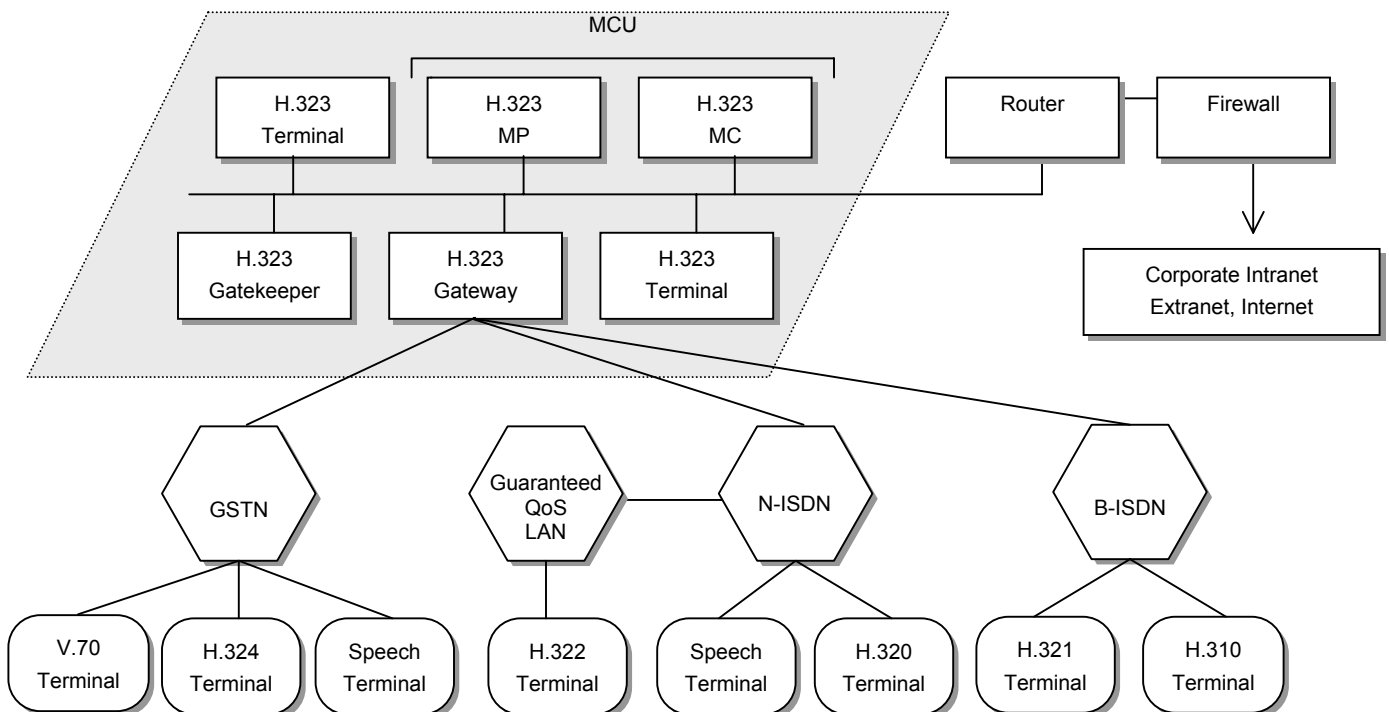 MCU
H.323
Terminal
H.323
MP
H.323
MC
Router
Firewall
H.323
Gatekeeper
H.323
Gateway
H.323
Terminal
Corporate Intranet
Extranet, Internet
GSTN
Guaranteed
QoS
LAN
N-ISDN
B-ISDN
V.70
Terminal
H.324
Terminal
Speech
Terminal
H.322
Terminal
Speech
Terminal
H.320
Terminal
H.321
Terminal
H.310
Terminal